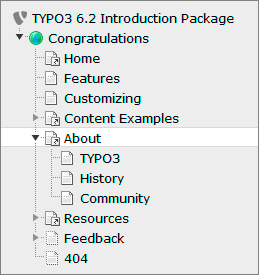 TYPO3 6.2 Introduction Package
Congratulations
Home
Features
Customizing
Content Examples
About
TYPO3
History
Community
Resources
Feedback
404